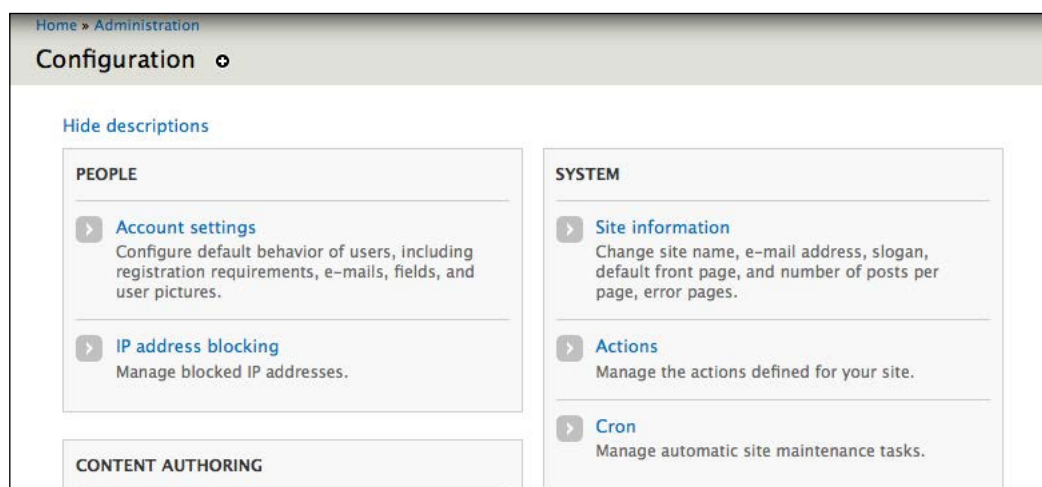 Home » Administration
Configuration
Hide descriptions
PEOPLE
Account settings
Configure default behavior of users, including
registration requirements, e-mails, fields, and
user pictures.
IP address blocking
Manage blocked IP addresses.
CONTENT AUTHORING
SYSTEM
Site information
Change site name, e-mail address, slogan,
default front page, and number of posts per
page, error pages.
Actions
Manage the actions defined for your site.
Cron
Manage automatic site maintenance tasks.